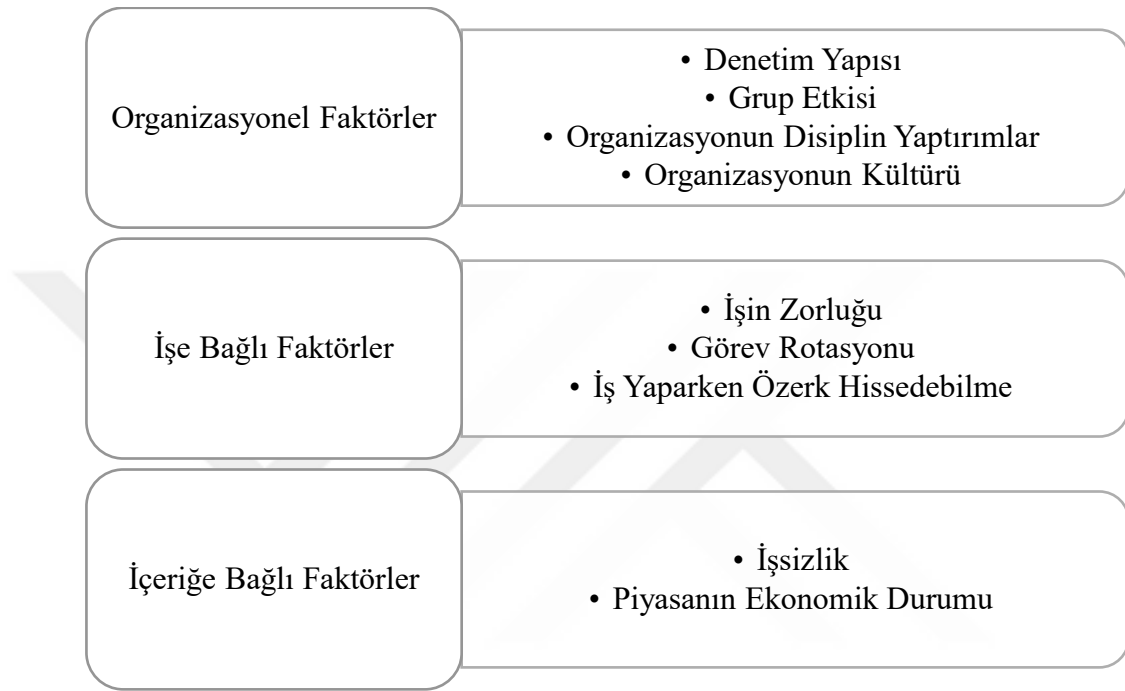 Organizasyonel Faktörler
• Denetim Yapısı
• Grup Etkisi
• Organizasyonun Disiplin Yaptırımlar
• Organizasyonun Kültürü
İşe Bağlı Faktörler
• İşin Zorluğu
• Görev Rotasyonu
• İş Yaparken Özerk Hissedebilme
İçeriğe Bağlı Faktörler
• İşsizlik
• Piyasanın Ekonomik Durumu